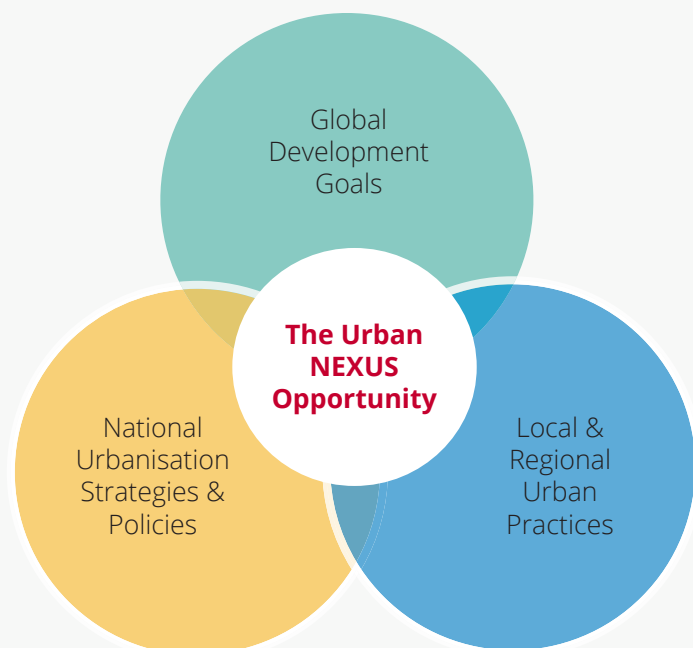 Global
Development
Goals
The Urban
NEXUS
Opportunity
National
Urbanisation
Strategies &
Policies
Local &
Regional
Urban
Practices